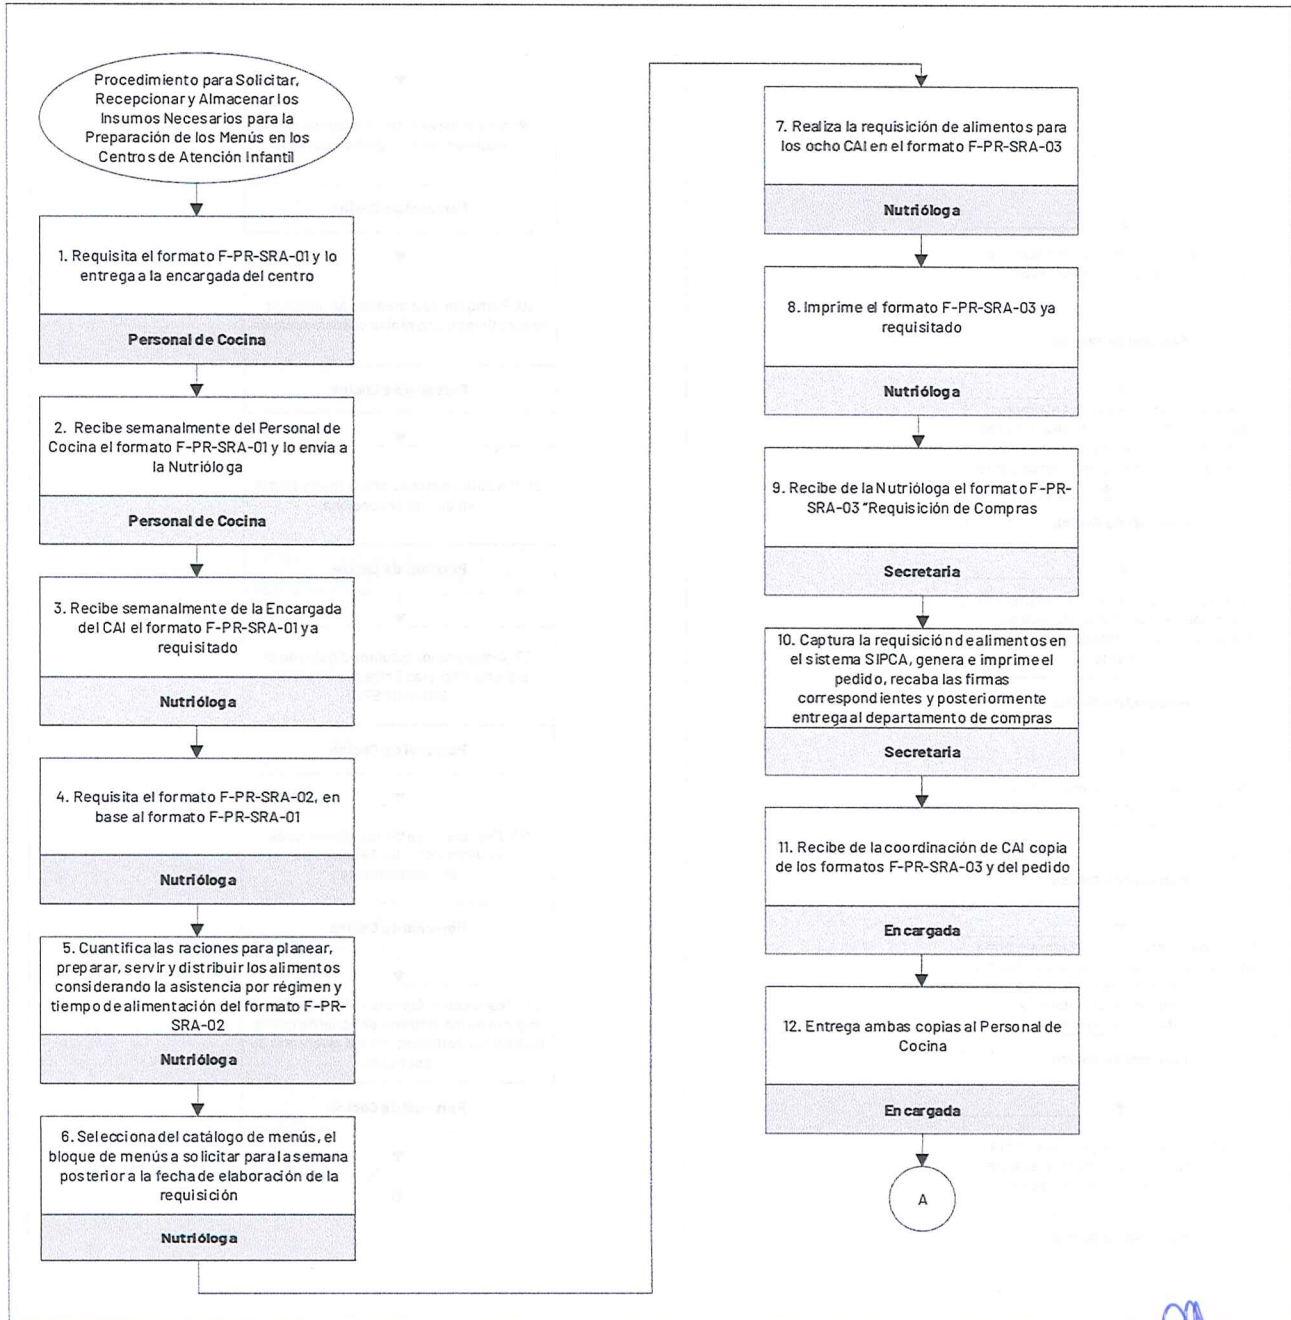 Procedimiento para Solicitar,
Recepcionar y Almacenar los
Insumos Necesarios para la
Preparación de los Menús en los
Centros de Atención Infantil
1. Requisita el formato F-PR-SRA-01 y lo
entrega a la encargada del centro
Personal de Cocina
2. Recibe semanalmente del Personal de
Cocina el formato F-PR-SRA-01 y lo envía a
la Nutrióloga
Personal de Cocina
3. Recibe semanalmente de la Encargada
del CAI el formato F-PR-SRA-01 ya
requisitado
Nutrióloga
4. Requisita el formato F-PR-SRA-02, en
base al formato F-PR-SRA-01
Nutrióloga
5. Cuantifica las raciones para planear,
preparar, servir y distribuir los alimentos
considerando la asistencia por régimen y
tiempo de alimentación del formato F-PR-
SRA-02
Nutrióloga
6. Selecciona del catálogo de menús, el
bloque de menús a solicitar para la semana
posterior a la fecha de elaboración de la
requisición
Nutrióloga
7. Realiza la requisición de alimentos para
los ocho CAI en el formato F-PR-SRA-03
Nutrióloga
8. Imprime el formato F-PR-SRA-03 ya
requisitado
Nutrióloga
9. Recibe de la Nutrióloga el formato F-PR-
SRA-03 "Requisición de Compras
Secretaria
10. Captura la requisición de alimentos en
el sistema SIPCA, genera e imprime el
pedido, recaba las firmas
correspondientes y posteriormente
entrega al departamento de compras
Secretaria
11. Recibe de la coordinación de CAI copia
de los formatos F-PR-SRA-03 y del pedido
Encargada
12. Entrega ambas copias al Personal de
Cocina
Encargada
A